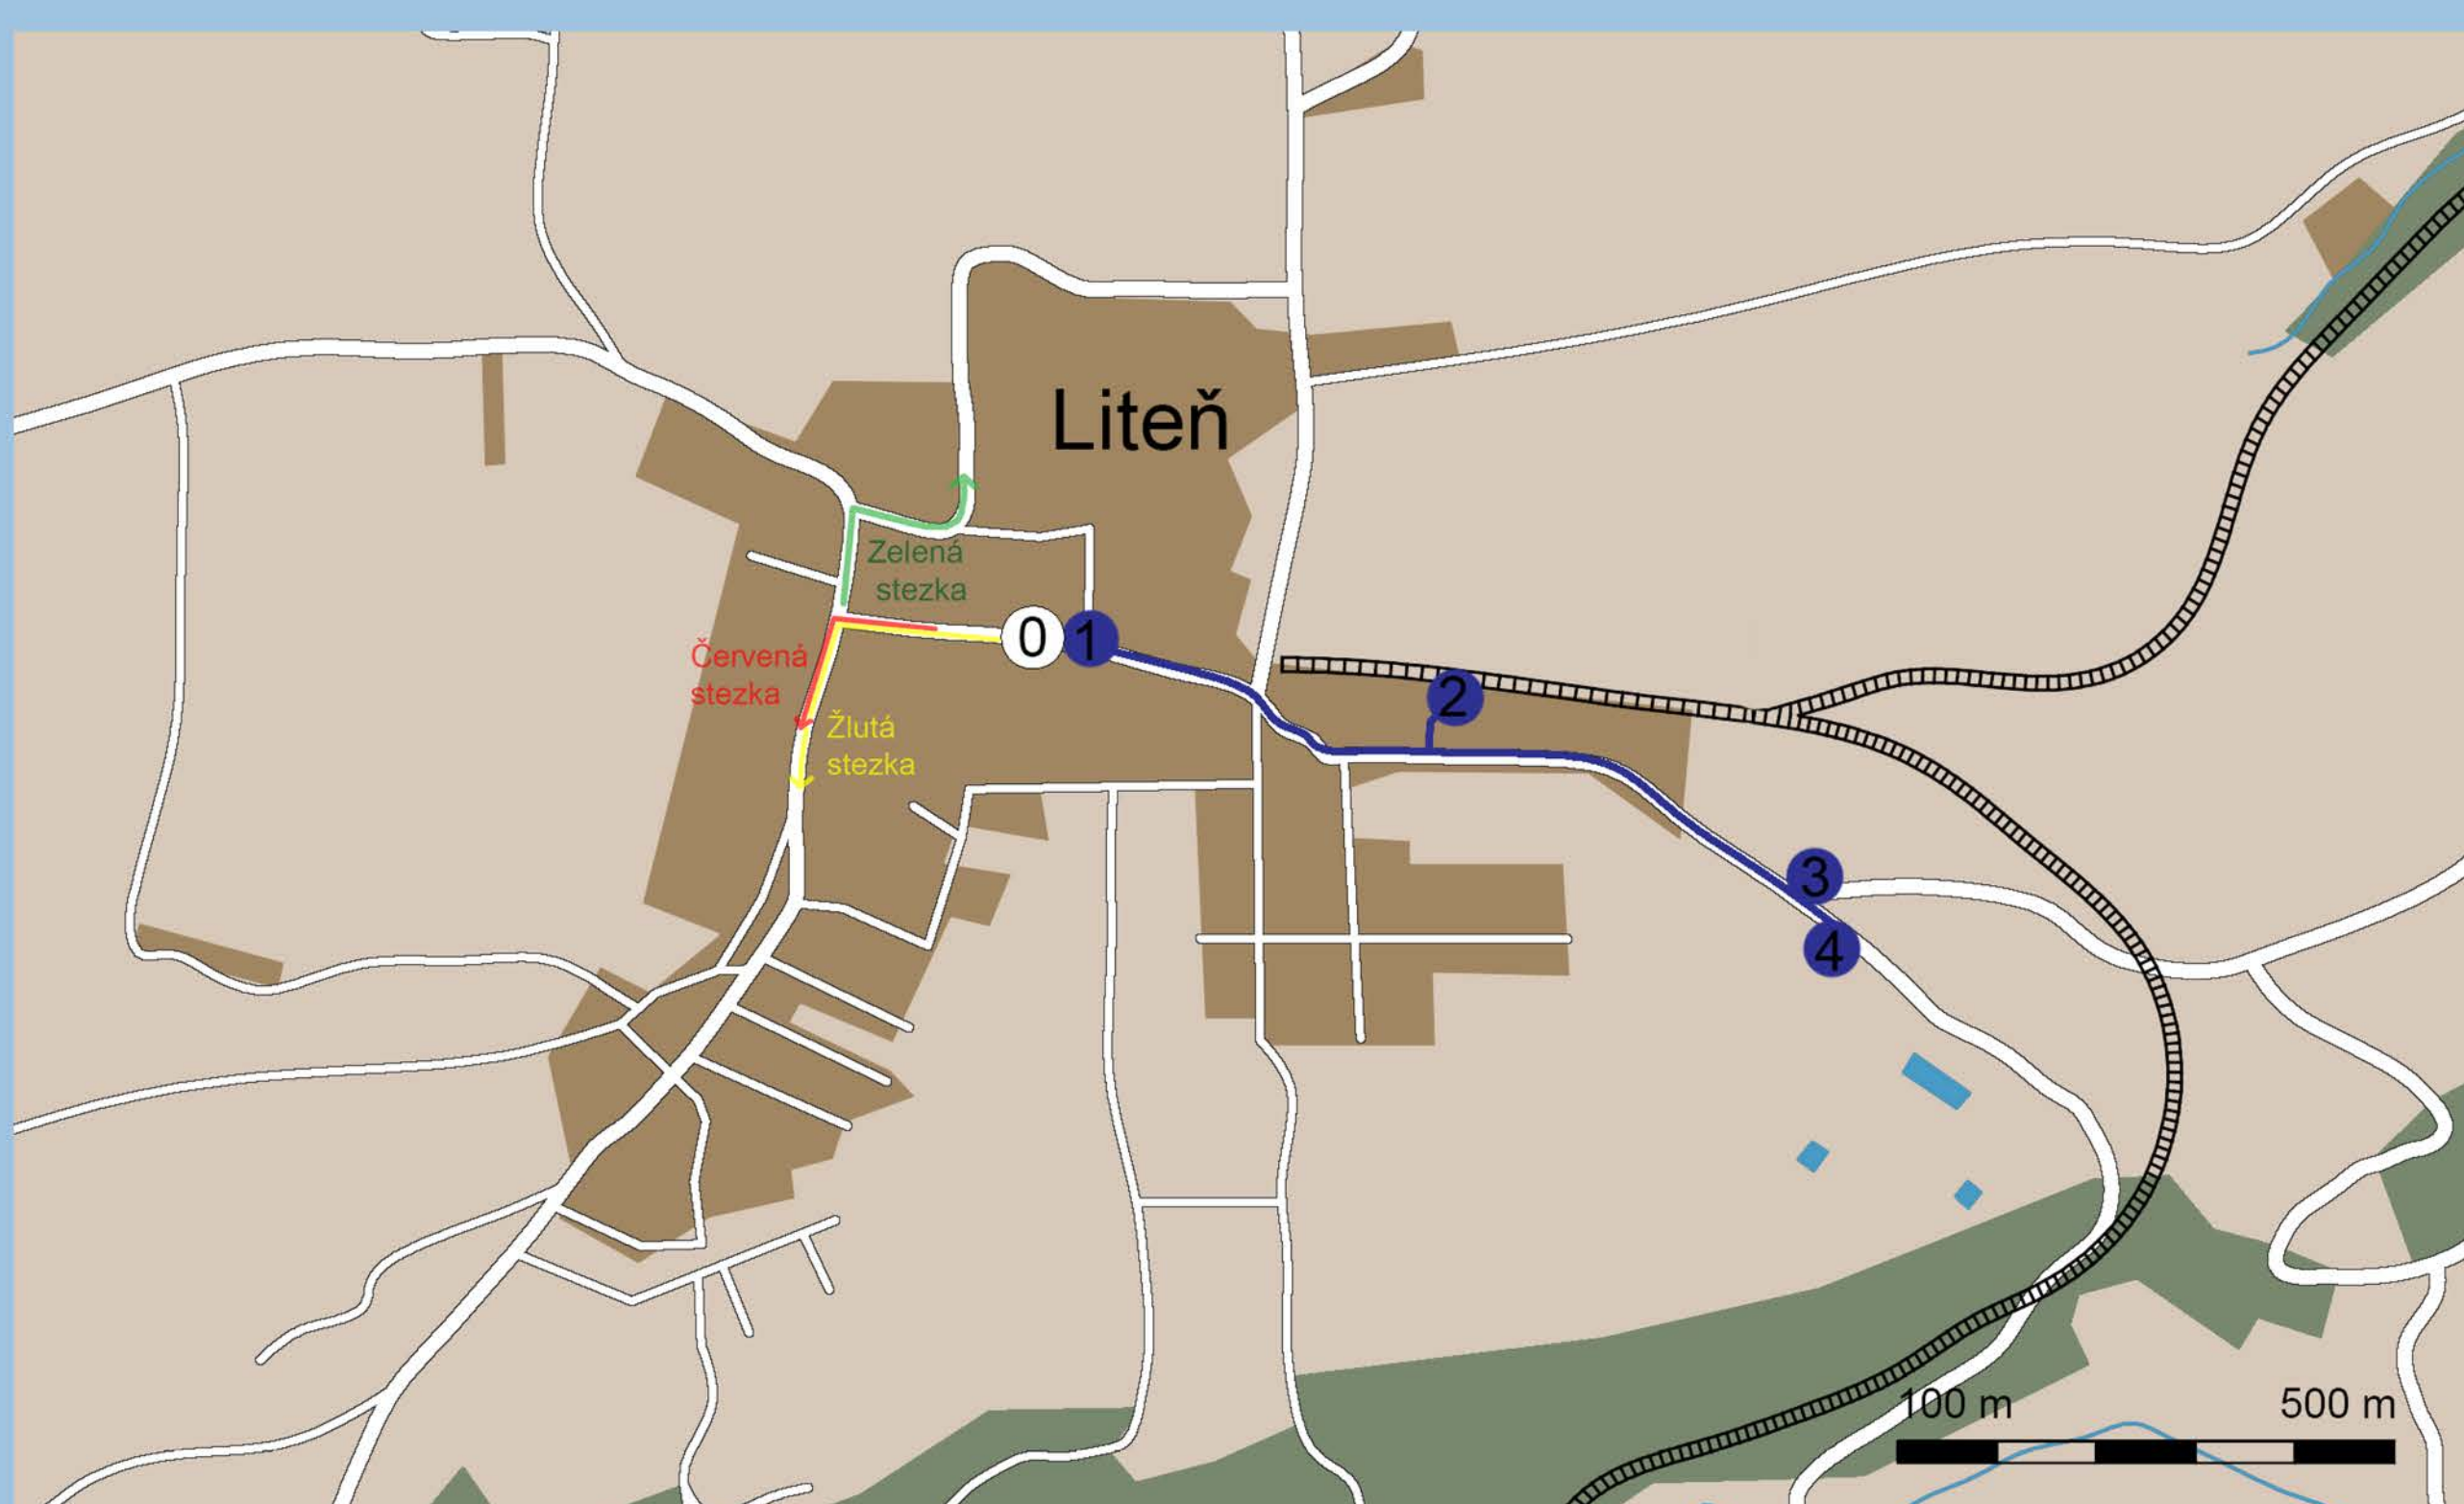 Liteň
Zelená
stezka
0
1
Červená
stezka
2
Žlutá
stezka
3
4
100 m
500 m